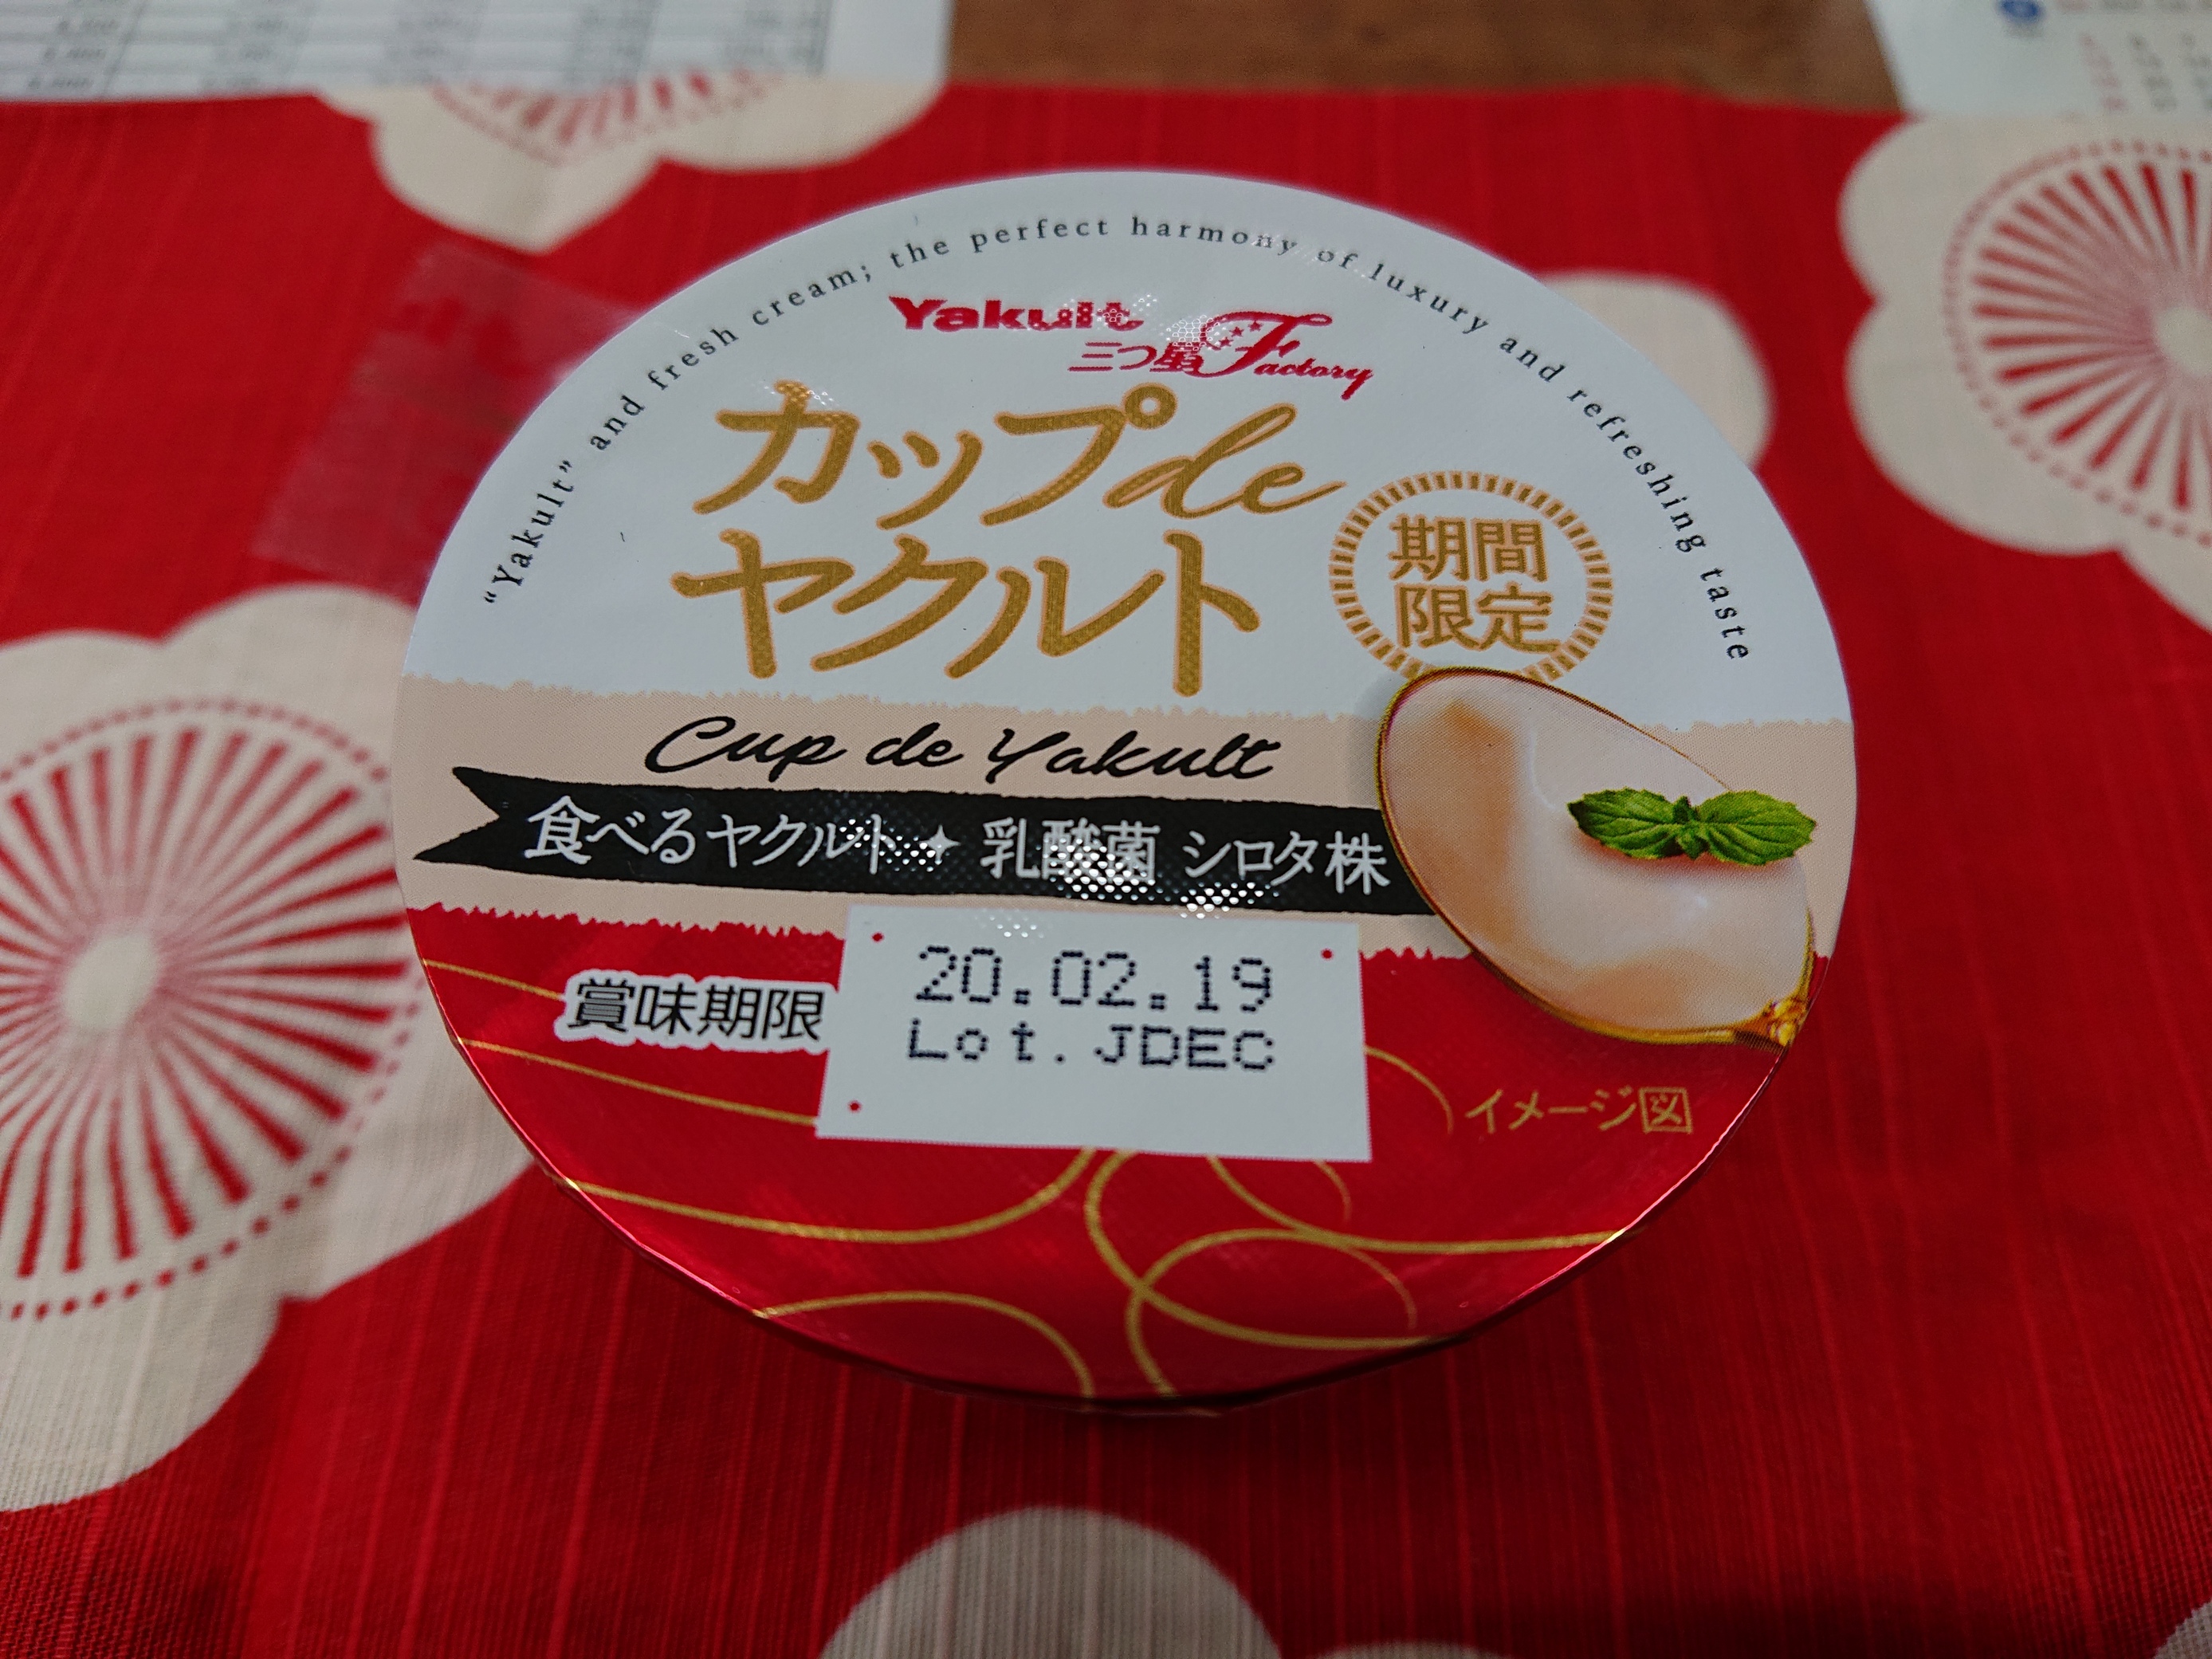 "Yakult" and fresh cream; the perfect harmony of luxury and refreshing taste
Yakult
三つ星Factory
カップde
ヤクルト
期間
限定
Cup de Yakult
食べるヤクルト✦乳酸菌 シロタ株
賞味期限
20.02.19
Lot.JDEC
イメージ図